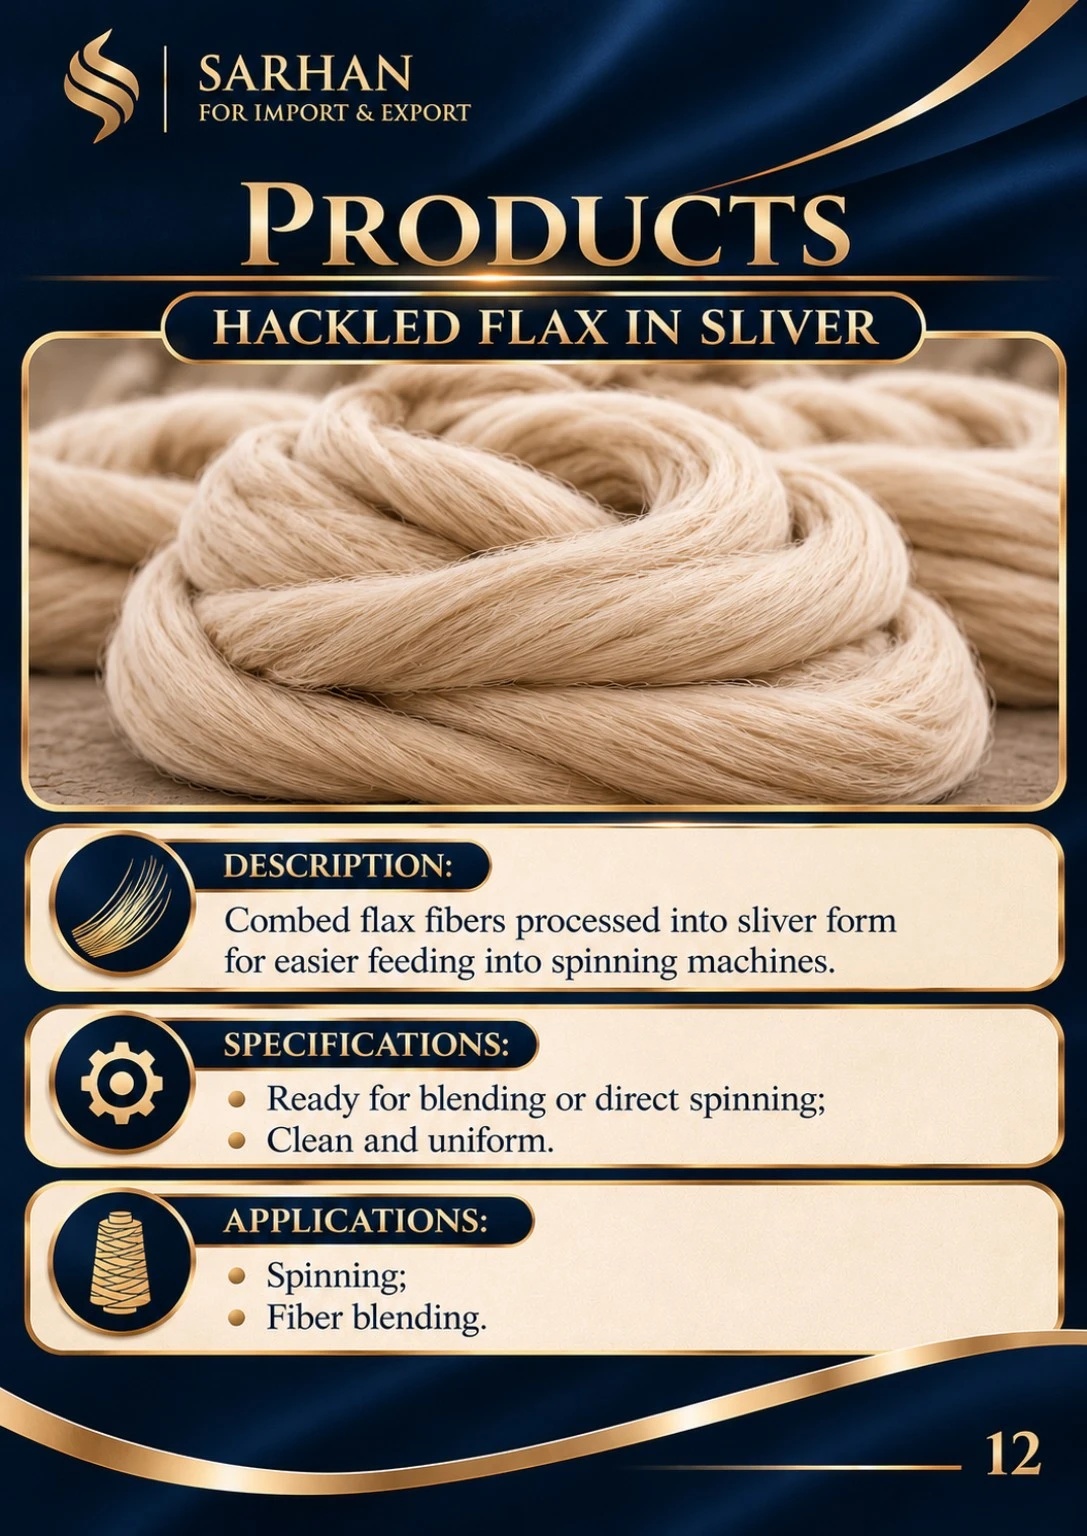 SARHAN
FOR IMPORT & EXPORT
PRODUCTS
HACKLED FLAX IN SLIVER
DESCRIPTION:
Combed flax fibers processed into sliver form
for easier feeding into spinning machines.
SPECIFICATIONS:
• Ready for blending or direct spinning;
• Clean and uniform.
APPLICATIONS:
• Spinning;
• Fiber blending.
12